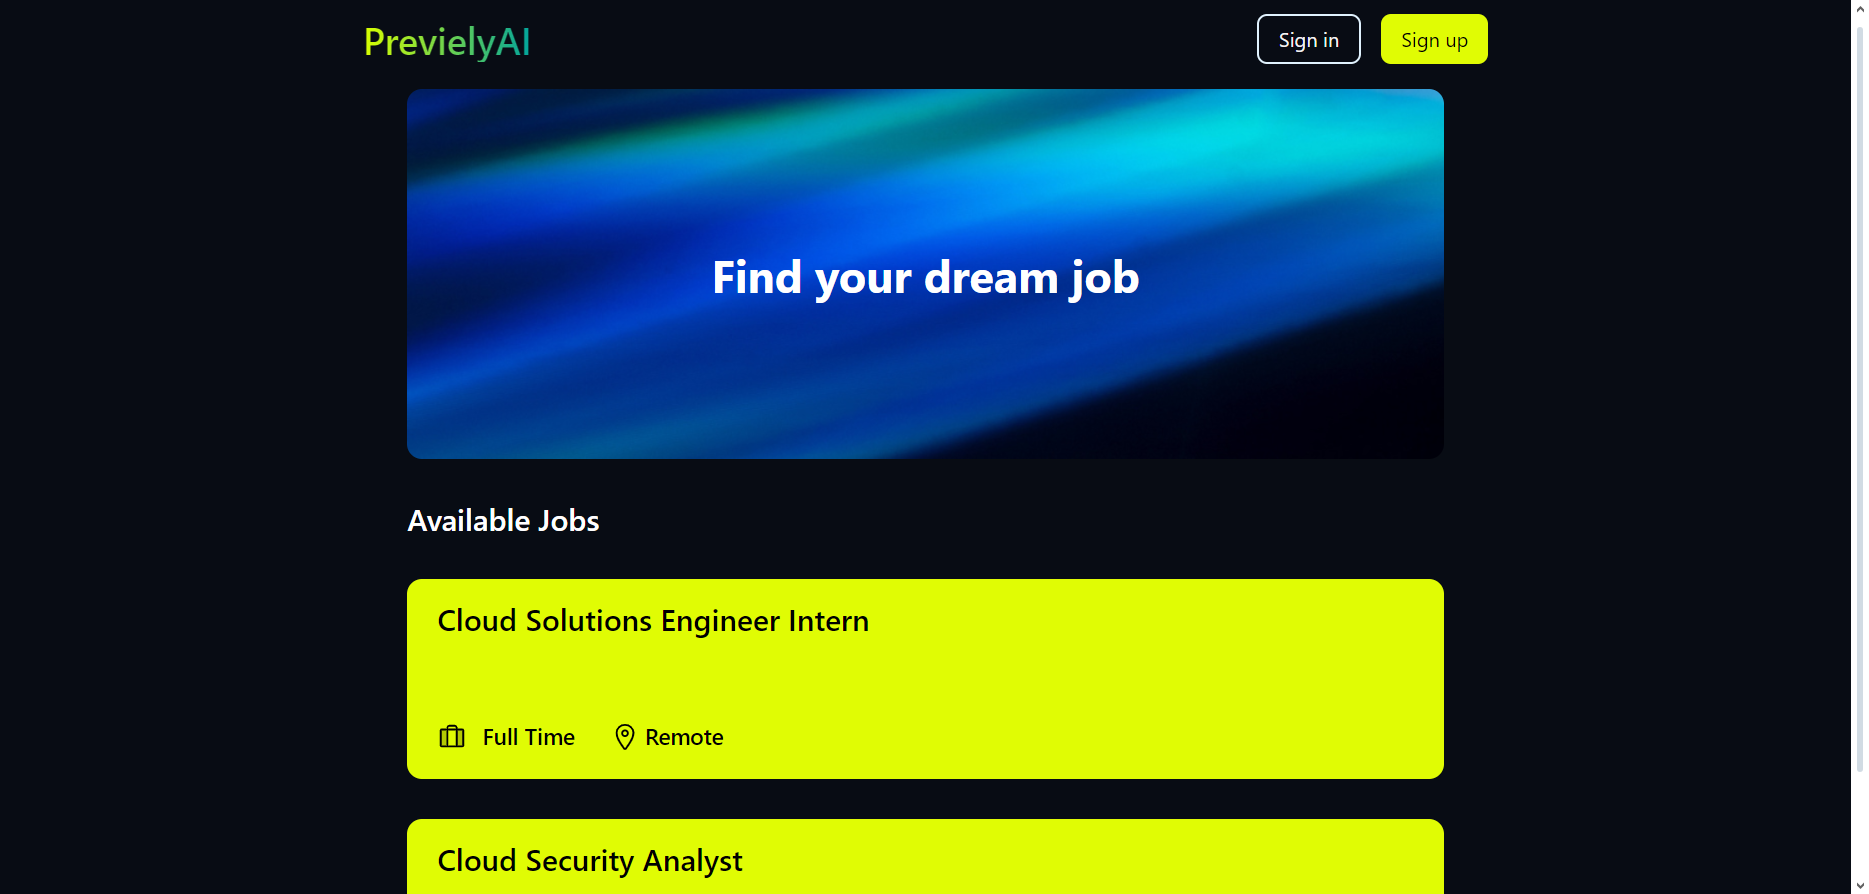 PrevielyAI
Sign in
Sign up
Find your dream job
Available Jobs
Cloud Solutions Engineer Intern
Full Time
Remote
Cloud Security Analyst